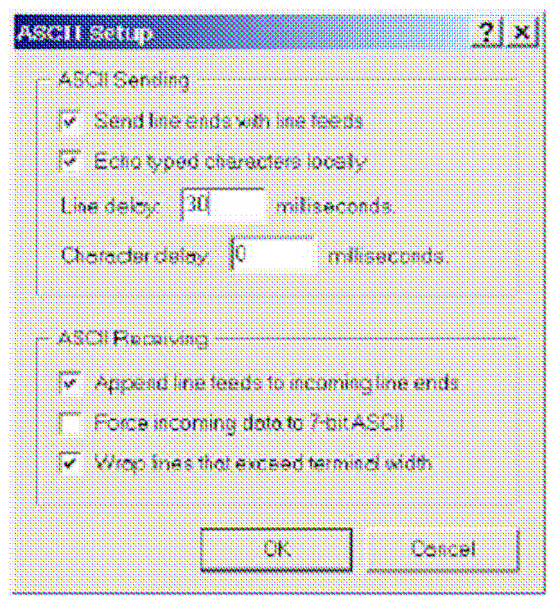 ASCII Setup
ASCII Sending
Send line ends with line feeds
Echo typed characters locally
Line delay: 30 milliseconds.
Character delay: 0 milliseconds.
ASCII Receiving
Append line feeds to incoming line ends
Force incoming data to 7-bit ASCII
Wrap lines that exceed terminal width
OK Cancel